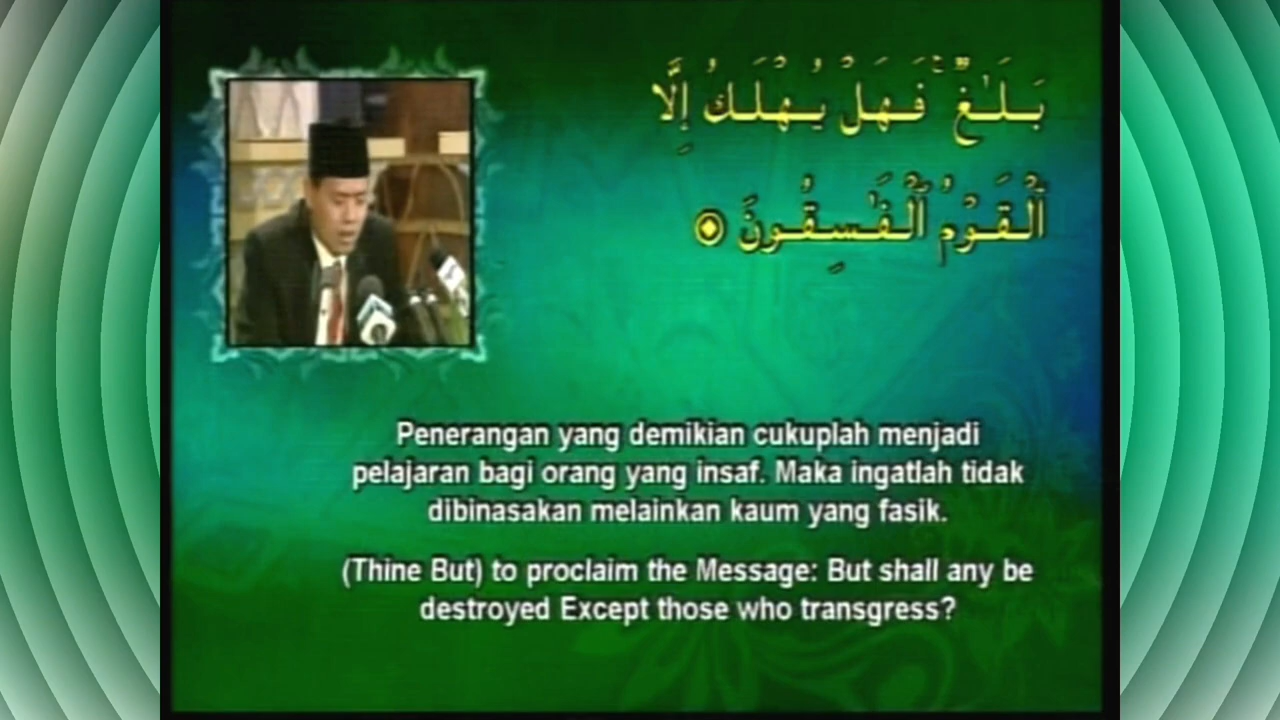 بَلَٰغٌ ۚ فَهَلْ يُهْلَكُ إِلَّا
ٱلْقَوْمُ ٱلْفَٰسِقُونَ
Penerangan yang demikian cukuplah menjadi
pelajaran bagi orang yang insaf. Maka ingatlah tidak
dibinasakan melainkan kaum yang fasik.
(Thine But) to proclaim the Message: But shall any be
destroyed Except those who transgress?